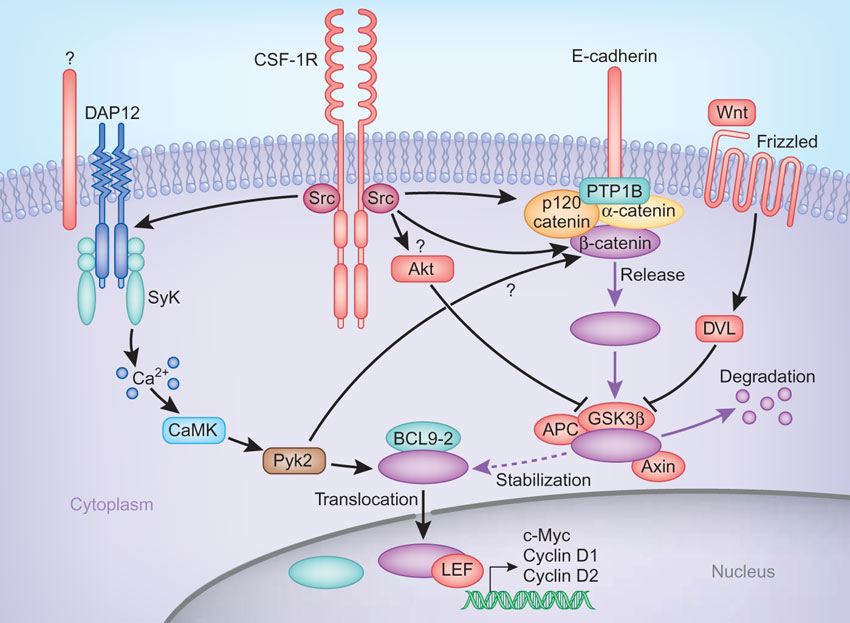 ?
CSF-1R
E-cadherin
DAP12
Wnt
Frizzled
Src
Src
PTP1B
p120
catenin
α-catenin
β-catenin
?
Akt
Release
SyK
?
DVL
Ca2+
Degradation
CaMK
BCL9-2
APC
GSK3β
Pyk2
Axin
Stabilization
Translocation
Cytoplasm
c-Myc
Cyclin D1
Cyclin D2
LEF
Nucleus